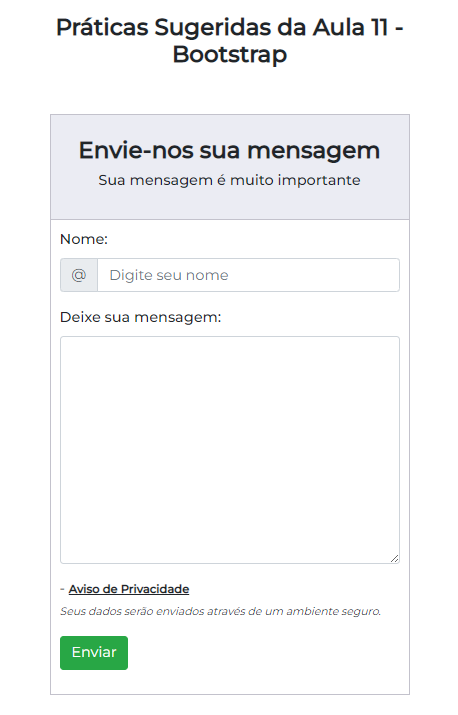 Práticas Sugeridas da Aula 11 -
Bootstrap
Envie-nos sua mensagem
Sua mensagem é muito importante
Nome:
@ Digite seu nome
Deixe sua mensagem:
- Aviso de Privacidade
Seus dados serão enviados através de um ambiente seguro.
Enviar